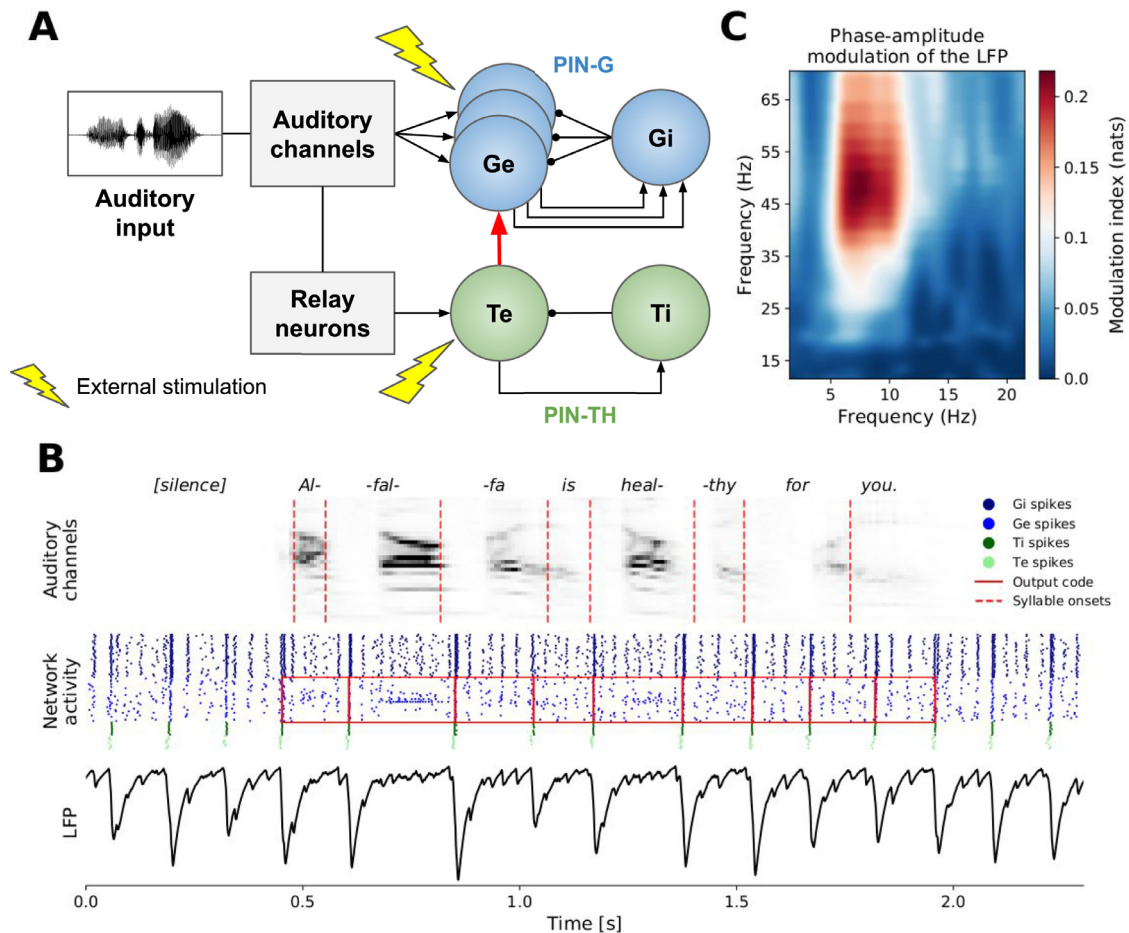 A
PIN-G
Auditory
channels
Ge
Gi
Auditory
input
Relay
neurons
Te
Ti
External stimulation
PIN-TH
C
Phase-amplitude
modulation of the LFP
65
55
45
35
25
15
Frequency (Hz)
5
10
15
20
Frequency (Hz)
0.2
0.15
0.1
0.05
0.0
Modulation index (nats)
B
[silence]
Al-
-fal-
-fa
is
heal-
-thy
for
you.
Auditory
channels
Gi spikes
Ge spikes
Ti spikes
Te spikes
Output code
Syllable onsets
Network
activity
LFP
0.0
0.5
1.0
1.5
2.0
Time [s]